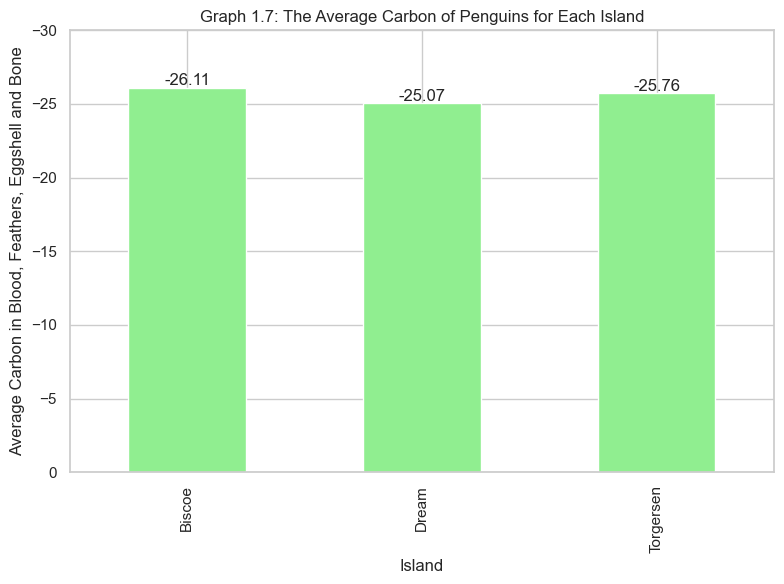 Graph 1.7: The Average Carbon of Penguins for Each Island
Average Carbon in Blood, Feathers, Eggshell and Bone
−30
−25
−20
−15
−10
−5
0
-26.11
-25.07
-25.76
Biscoe
Dream
Torgersen
Island